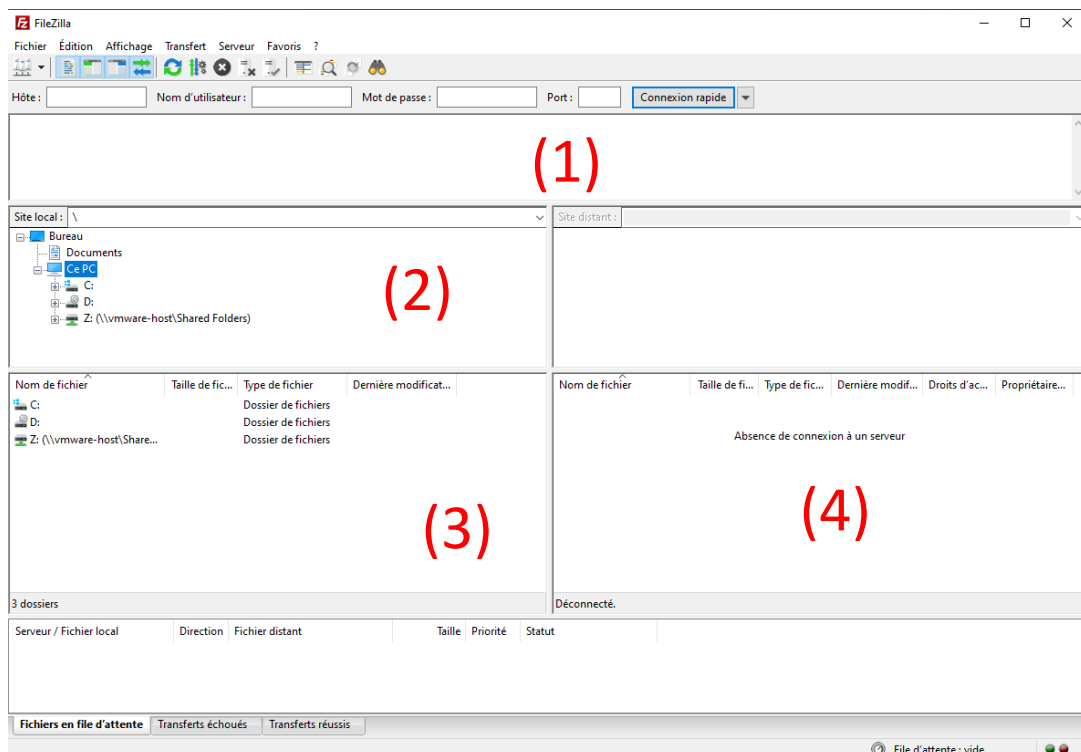 FileZilla
Fichier Édition Affichage Transfert Serveur Favoris ?
Hôte : Nom d'utilisateur : Mot de passe : Port : Connexion rapide
(1)
Site local : \ Site distant :
Bureau
Documents
Ce PC
C:
D:
Z: (\\vmware-host\Shared Folders)
(2)
Nom de fichier Taille de fic... Type de fichier Dernière modificat...
C: Dossier de fichiers
D: Dossier de fichiers
Z: (\\vmware-host\Share... Dossier de fichiers
(3)
3 dossiers
Nom de fichier Taille de fi... Type de fic... Dernière modif... Droits d'ac... Propriétaire...
Absence de connexion à un serveur
(4)
Déconnecté.
Serveur / Fichier local Direction Fichier distant Taille Priorité Statut
Fichiers en file d'attente Transferts échoués Transferts réussis
File d'attente : vide